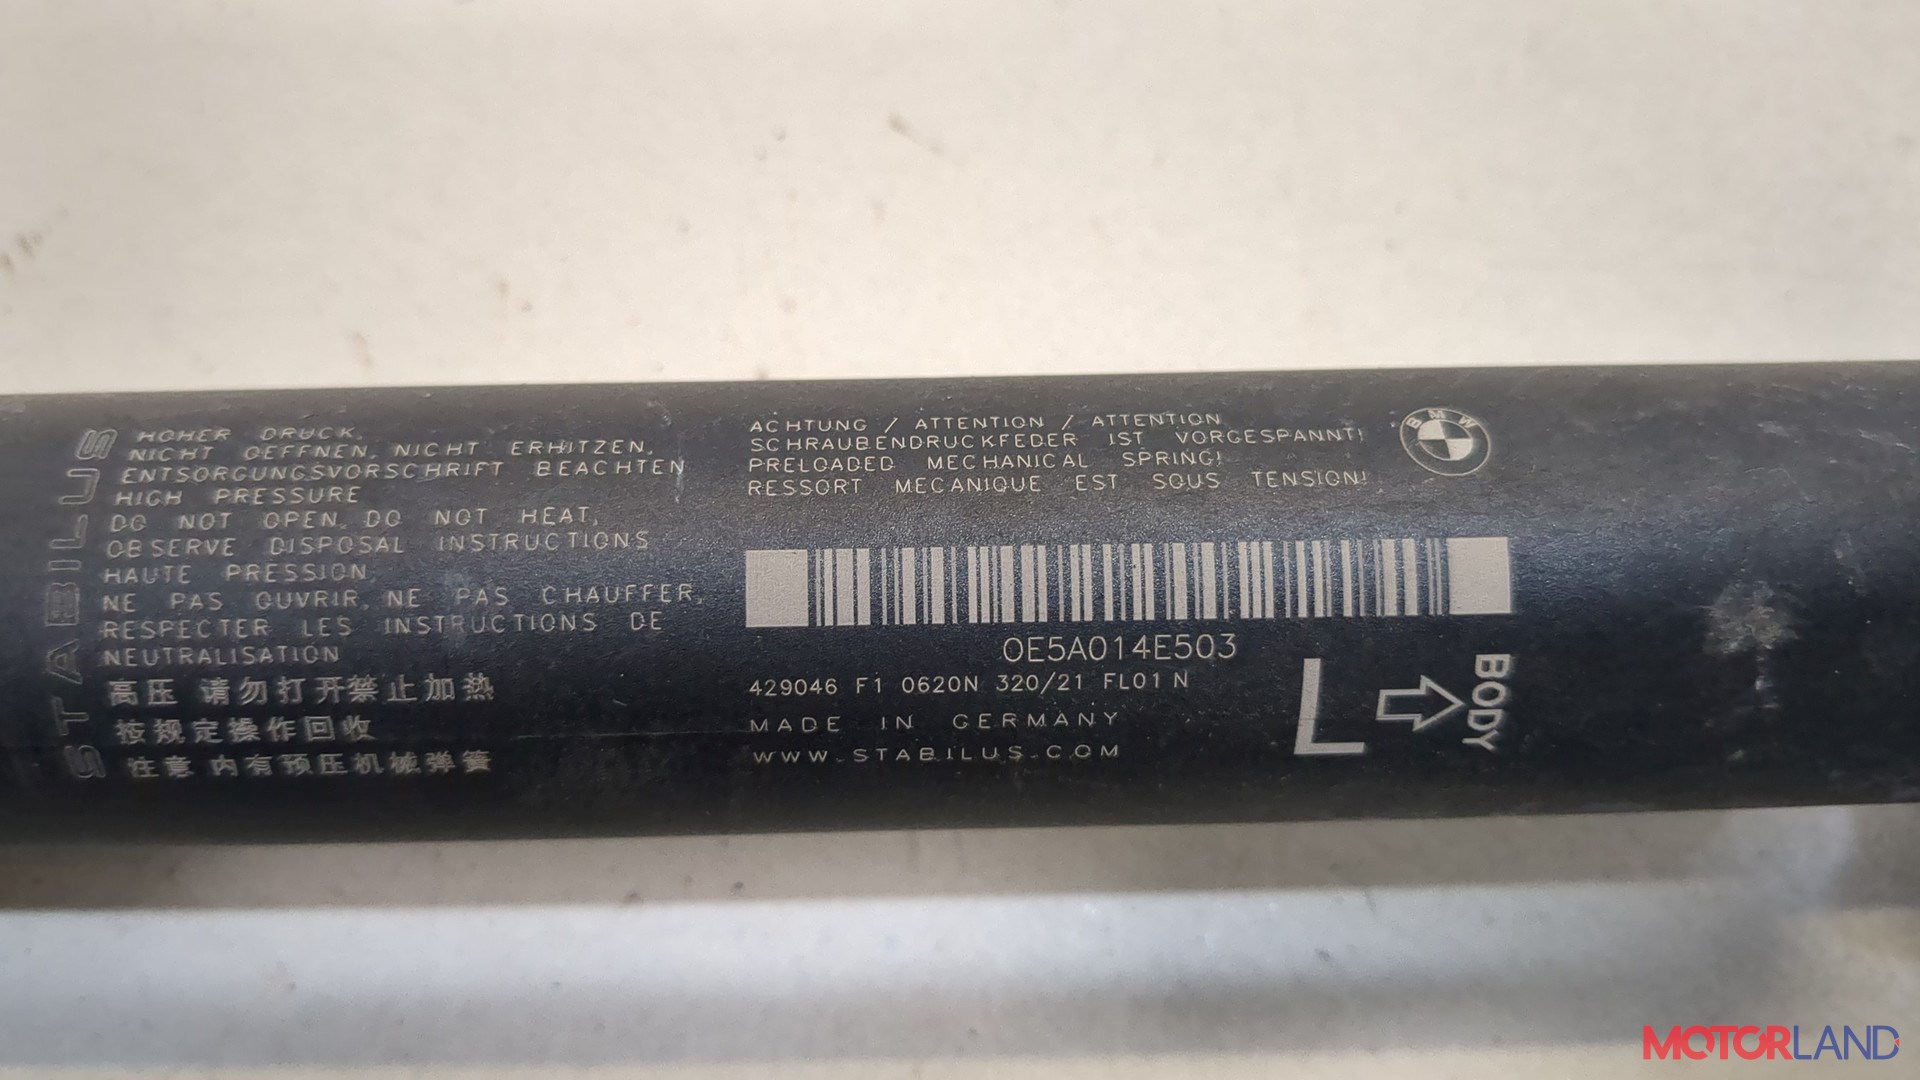 STABILUS
HOHER DRUCK,
NICHT OEFFNEN, NICHT ERHITZEN,
ENTSORGUNGSVORSCHRIFT BEACHTEN
HIGH PRESSURE
DO NOT OPEN, DO NOT HEAT,
OBSERVE DISPOSAL INSTRUCTIONS
HAUTE PRESSION,
NE PAS OUVRIR, NE PAS CHAUFFER,
RESPECTER LES INSTRUCTIONS DE
NEUTRALISATION
高压 请勿打开禁止加热
按规定操作回收
注意 内有预压机械弹簧
ACHTUNG / ATTENTION / ATTENTION
SCHRAUBENDRUCKFEDER IST VORGESPANNT!
PRELOADED MECHANICAL SPRING!
RESSORT MECANIQUE EST SOUS TENSION!
BMW
0E5A014E503
429046 F1 0620N 320/21 FL01 N
MADE IN GERMANY
WWW.STABILUS.COM
L
BODY
MOTORLAND